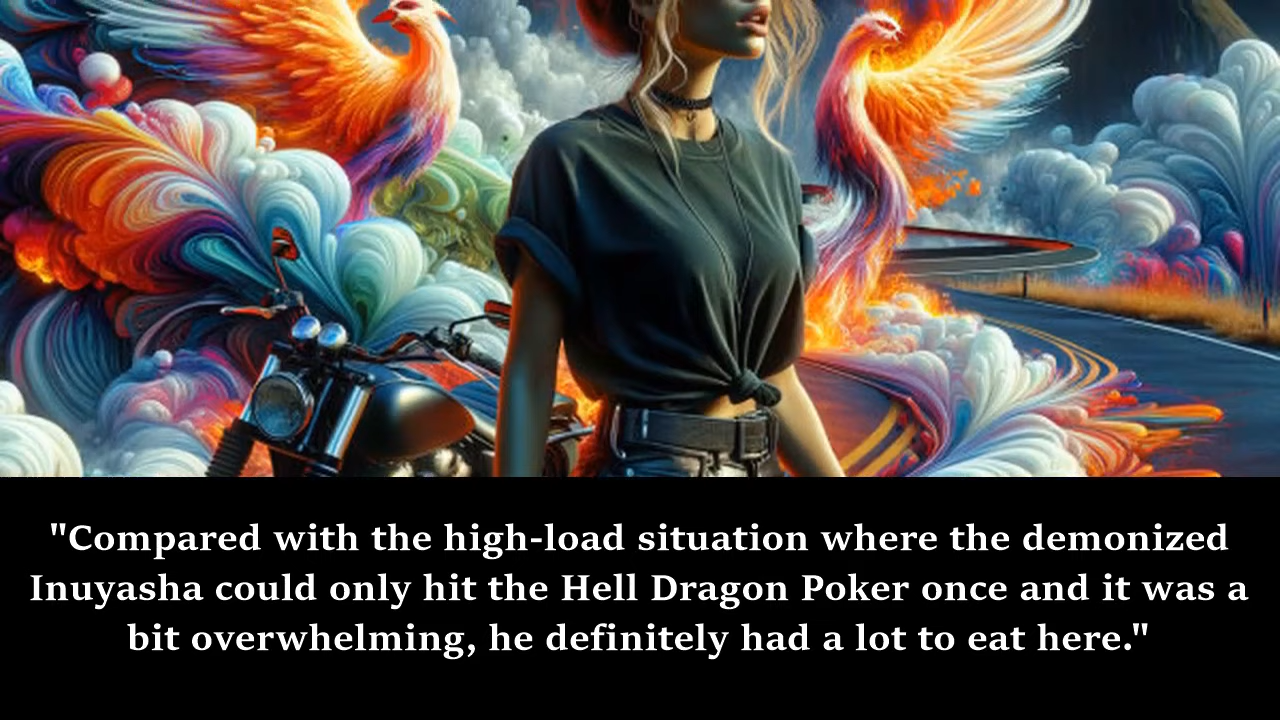 "Compared with the high-load situation where the demonized
Inuyasha could only hit the Hell Dragon Poker once and it was a
bit overwhelming, he definitely had a lot to eat here."